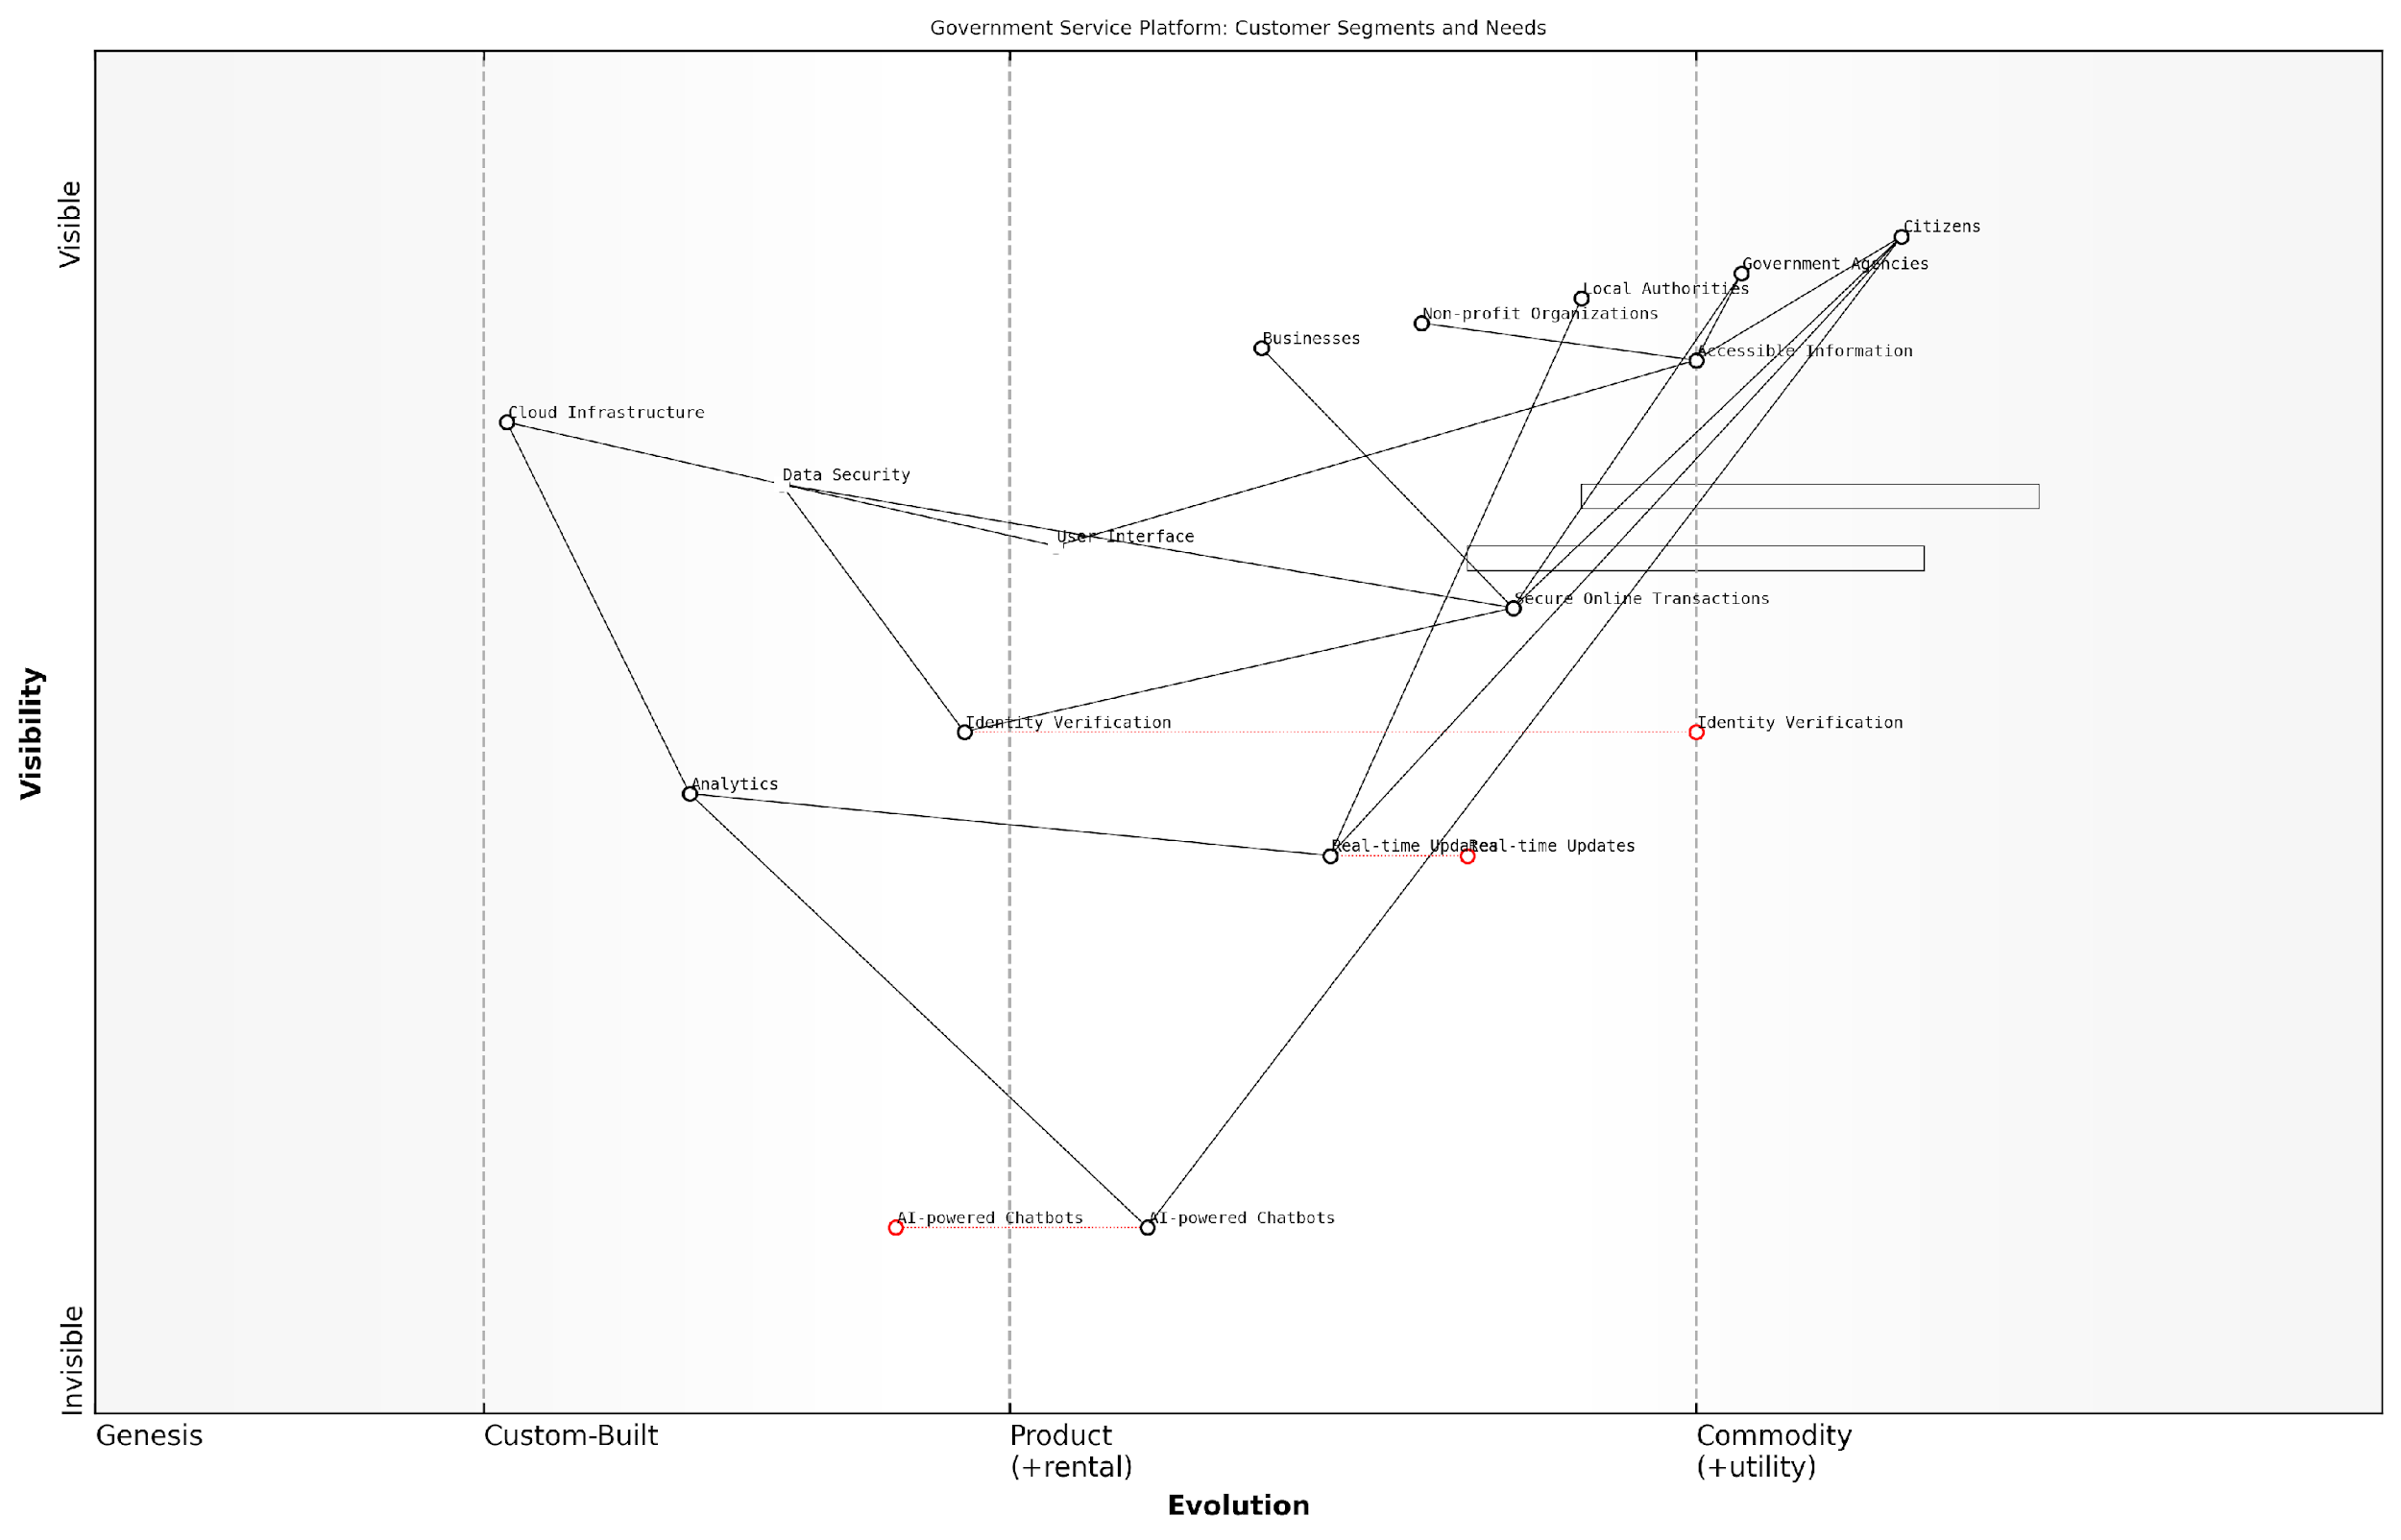 Government Service Platform: Customer Segments and Needs
Visible
Citizens
Government Agencies
Local Authorities
Non-profit Organizations
Businesses
Accessible Information
Cloud Infrastructure
Data Security
User Interface
Secure Online Transactions
Visibility
Identity Verification
Identity Verification
Analytics
Real-time Updates
Real-time Updates
AI-powered Chatbots
AI-powered Chatbots
Invisible
Genesis
Custom-Built
Product
(+rental)
Commodity
(+utility)
Evolution